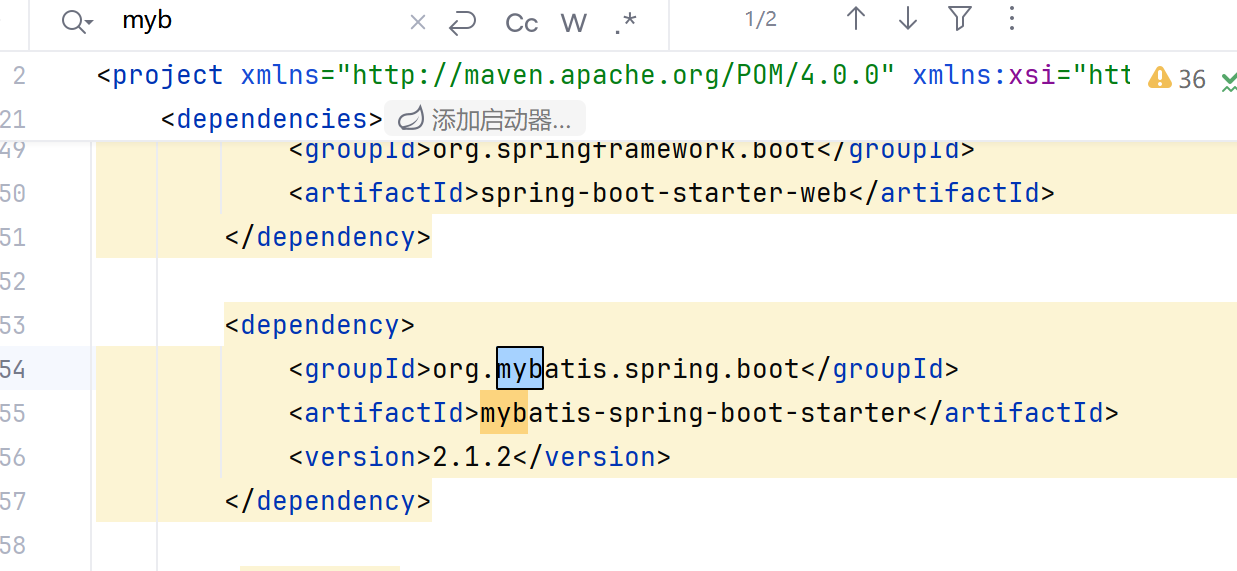 myb
Cc W .* 1/2
2 <project xmlns="http://maven.apache.org/POM/4.0.0" xmlns:xsi="htt 36
21 <dependencies> 添加启动器...
49 <groupId>org.springframework.boot</groupId>
50 <artifactId>spring-boot-starter-web</artifactId>
51 </dependency>
52
53 <dependency>
54 <groupId>org.mybatis.spring.boot</groupId>
55 <artifactId>mybatis-spring-boot-starter</artifactId>
56 <version>2.1.2</version>
57 </dependency>
58